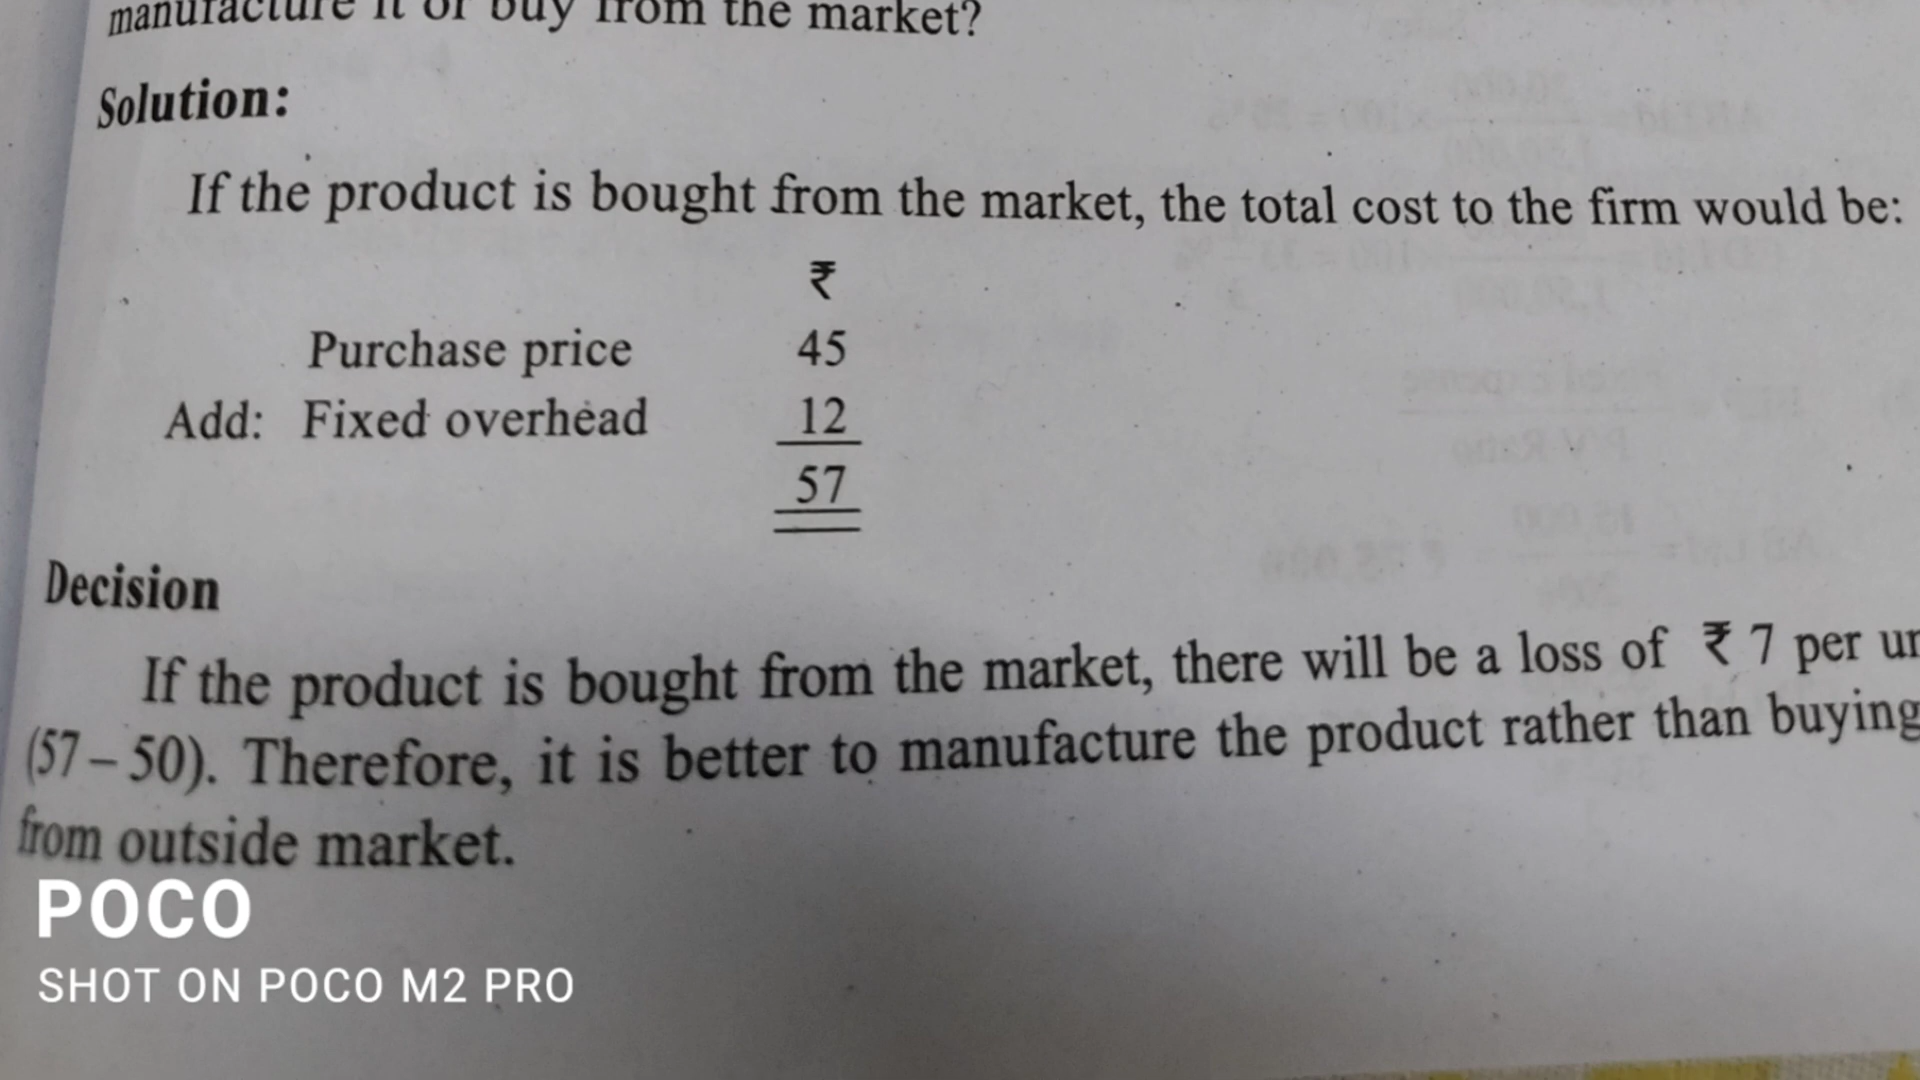 manufacture it or buy from the market?
Solution:
If the product is bought from the market, the total cost to the firm would be:
₹
Purchase price 45
Add: Fixed overhead 12
57
Decision
If the product is bought from the market, there will be a loss of ₹ 7 per
(57 – 50). Therefore, it is better to manufacture the product rather than buying
from outside market.
POCO
SHOT ON POCO M2 PRO